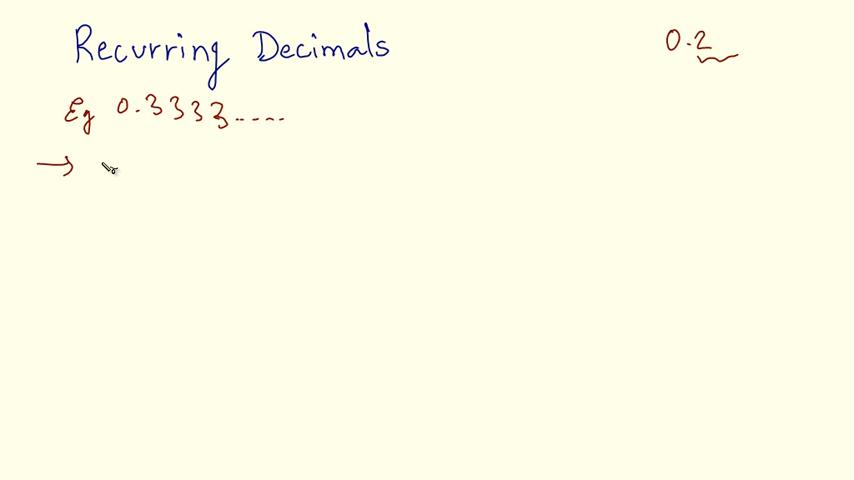 Recurring Decimals
0.2
Eg 0.3333.....
→